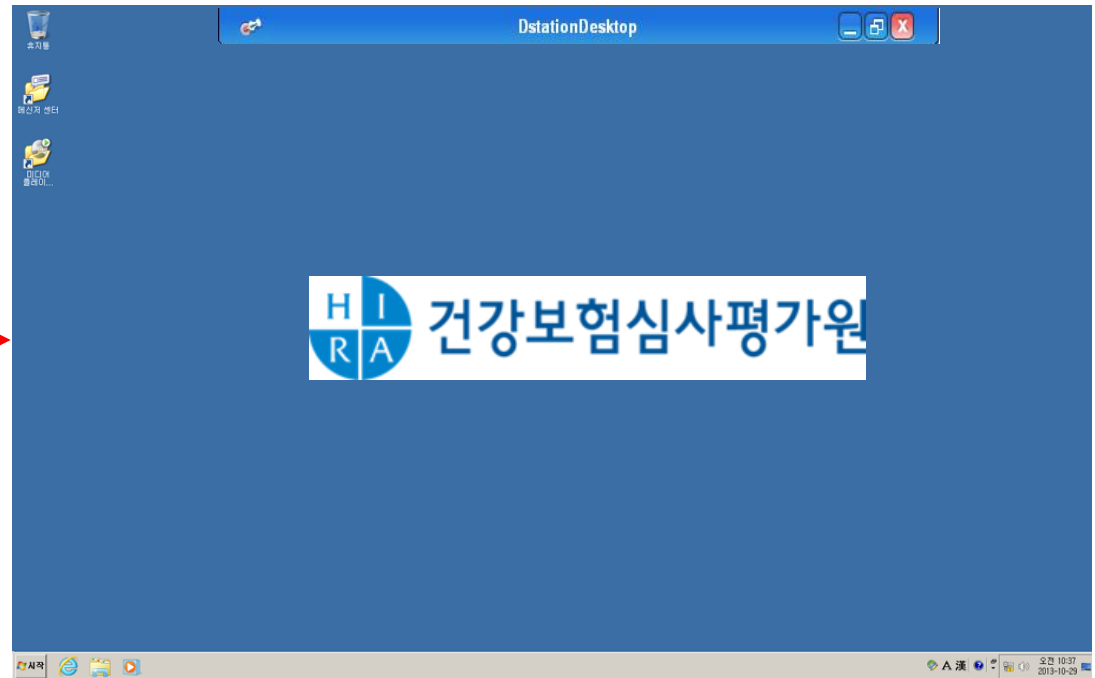 DstationDesktop
휴지통
메신저 센터
미디어
플레이...
H I
R A
건강보험심사평가원
시작
A 漢
오전 10:37
2013-10-29